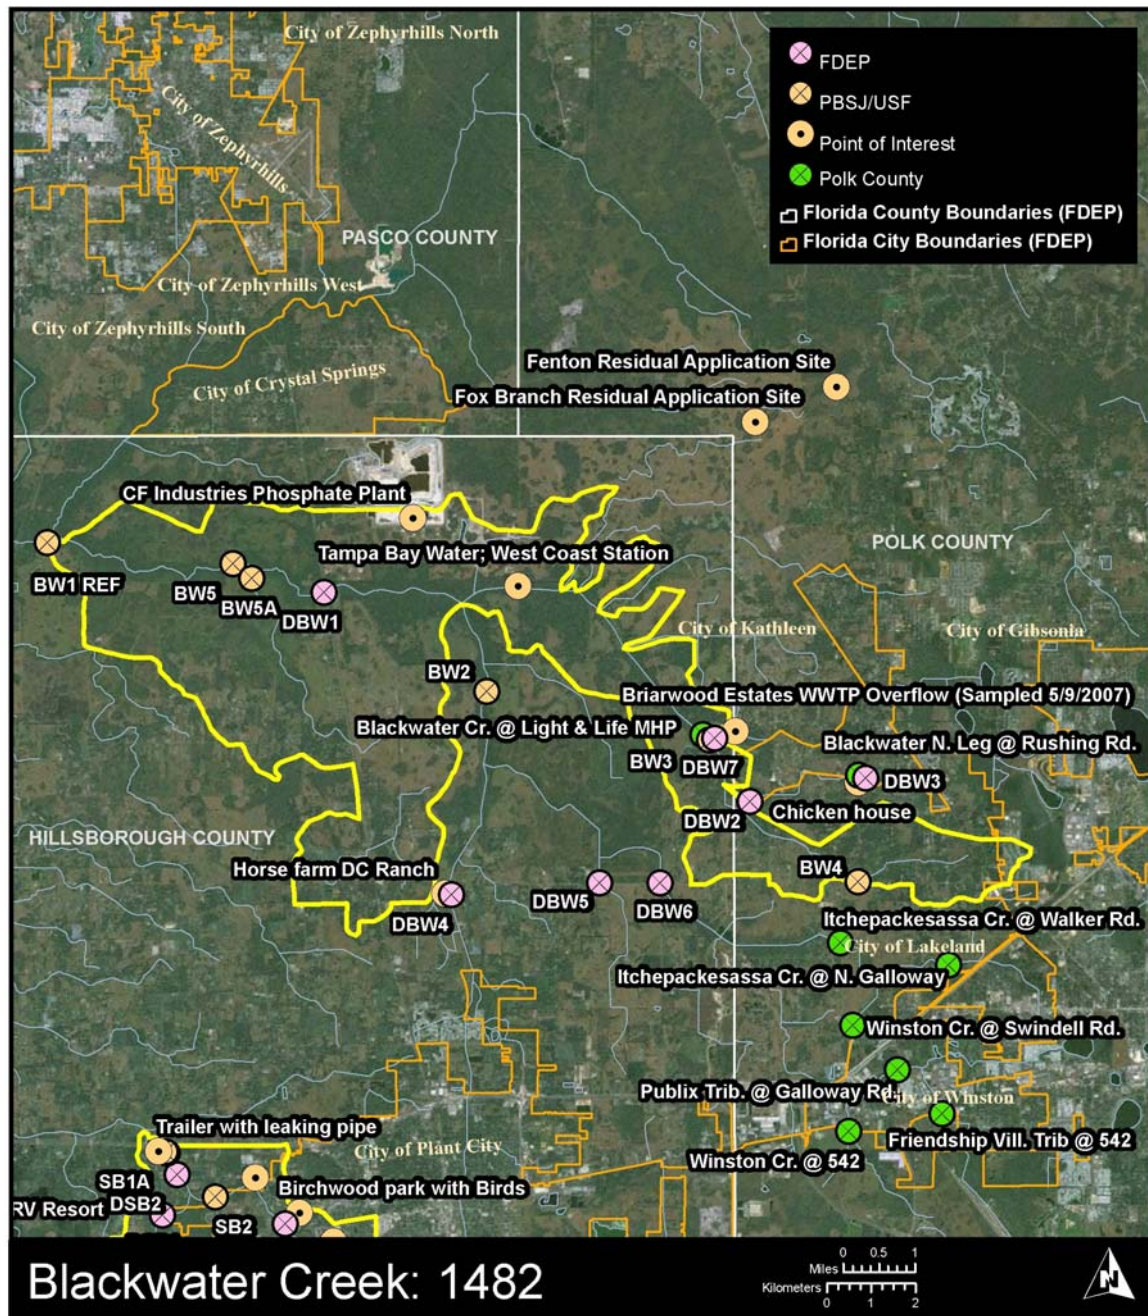 City of Zephyrhills North
FDEP
PBSJ/USF
Point of Interest
Polk County
Florida County Boundaries (FDEP)
Florida City Boundaries (FDEP)
City of Zephyrhills
PASCO COUNTY
City of Zephyrhills West
City of Zephyrhills South
City of Crystal Springs
Fenton Residual Application Site
Fox Branch Residual Application Site
CF Industries Phosphate Plant
Tampa Bay Water; West Coast Station
POLK COUNTY
BW1 REF
BW5
BW5A
DBW1
City of Kathleen
City of Gibsonia
BW2
Briarwood Estates WWTP Overflow (Sampled 5/9/2007)
Blackwater Cr. @ Light & Life MHP
Blackwater N. Leg @ Rushing Rd.
BW3
DBW7
DBW3
DBW2
Chicken house
HILLSBOROUGH COUNTY
Horse farm DC Ranch
BW4
DBW4
DBW5
DBW6
Itchepackesassa Cr. @ Walker Rd.
City of Lakeland
Itchepackesassa Cr. @ N. Galloway
Winston Cr. @ Swindell Rd.
Publix Trib. @ Galloway Rd.
City of Winston
Trailer with leaking pipe
City of Plant City
Friendship Vill. Trib @ 542
Winston Cr. @ 542
SB1A
Birchwood park with Birds
RV Resort
DSB2
SB2
Blackwater Creek: 1482
0 0.5 1
Miles
Kilometers
0 1 2
N